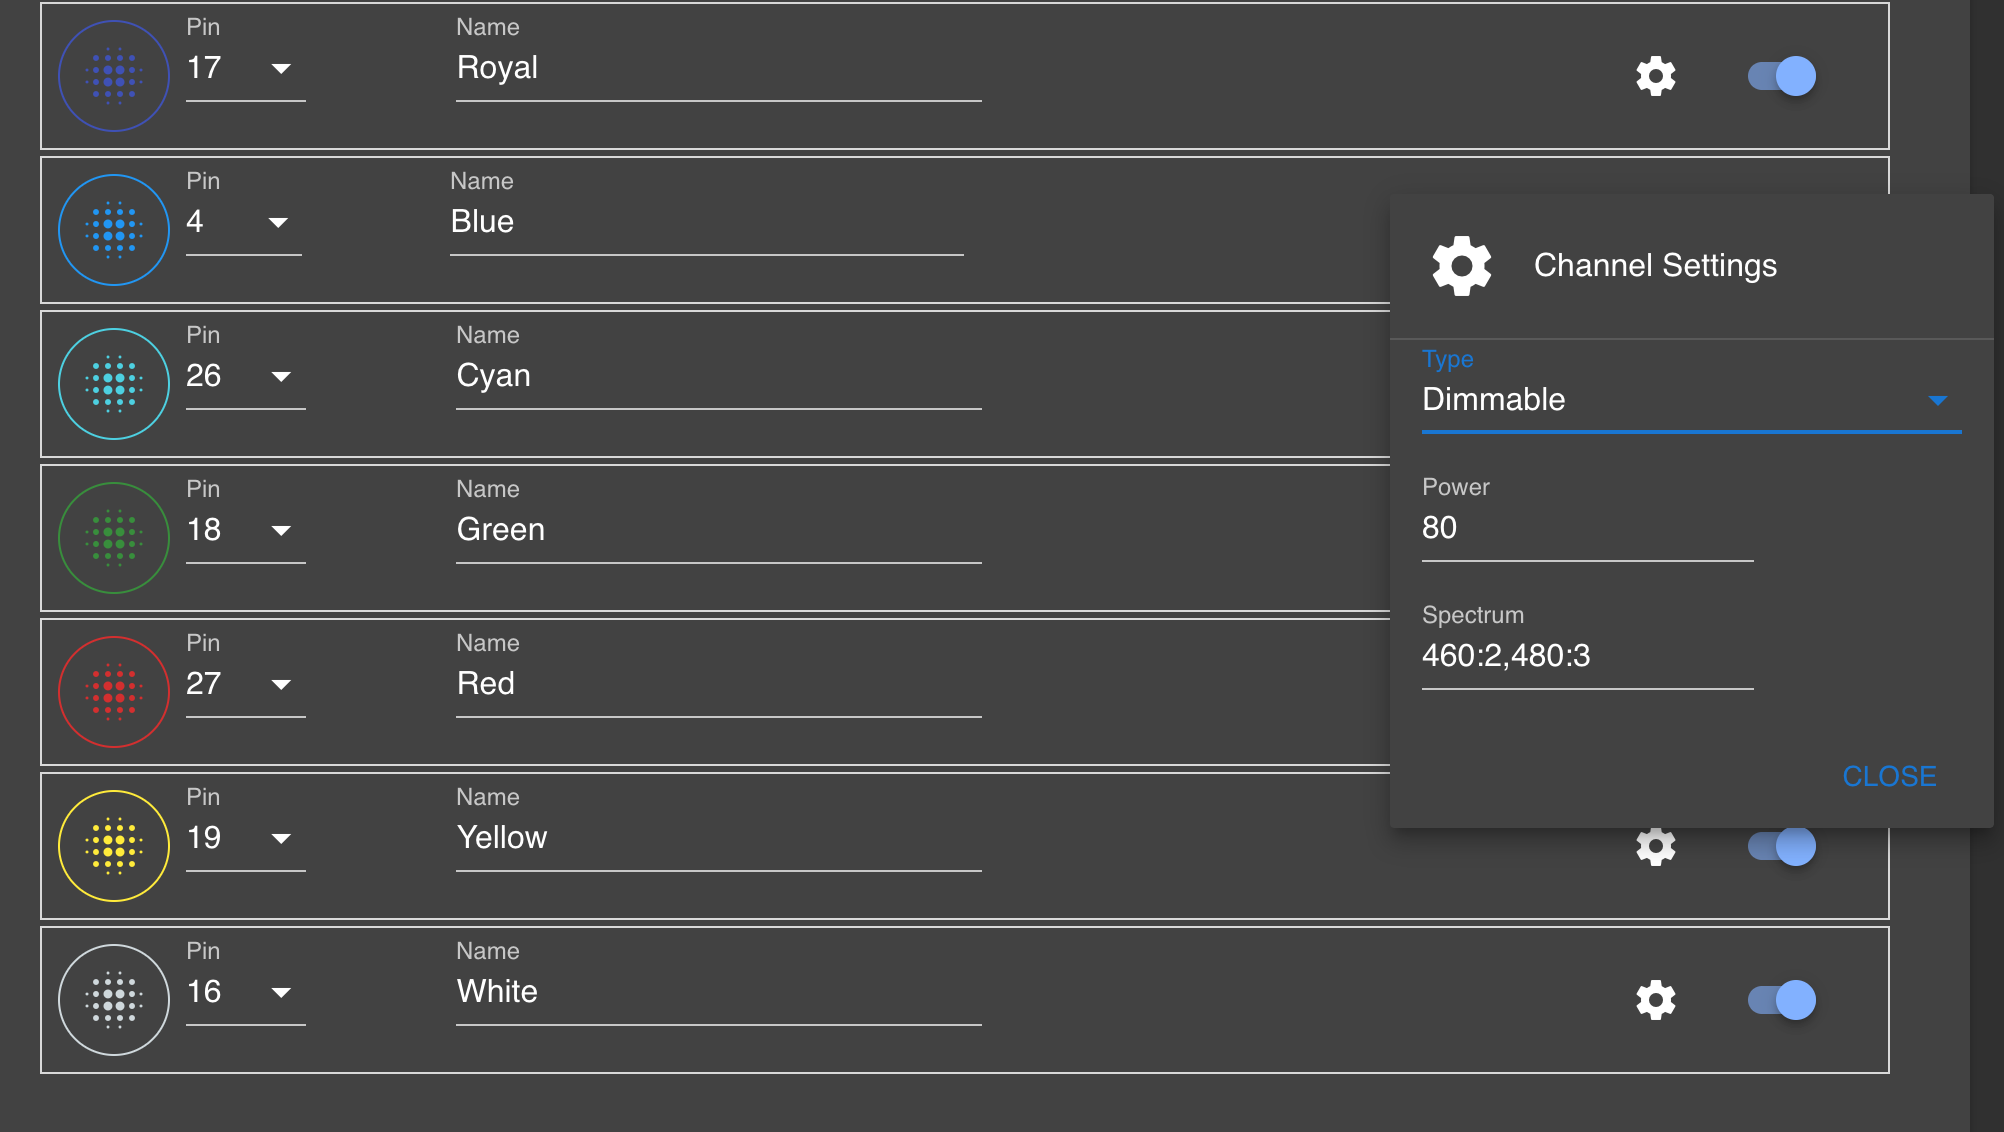 Pin Name
17 Royal
Pin Name
4 Blue
Pin Name
26 Cyan
Pin Name
18 Green
Pin Name
27 Red
Pin Name
19 Yellow
Pin Name
16 White
Channel Settings
Type
Dimmable
Power
80
Spectrum
460:2,480:3
CLOSE